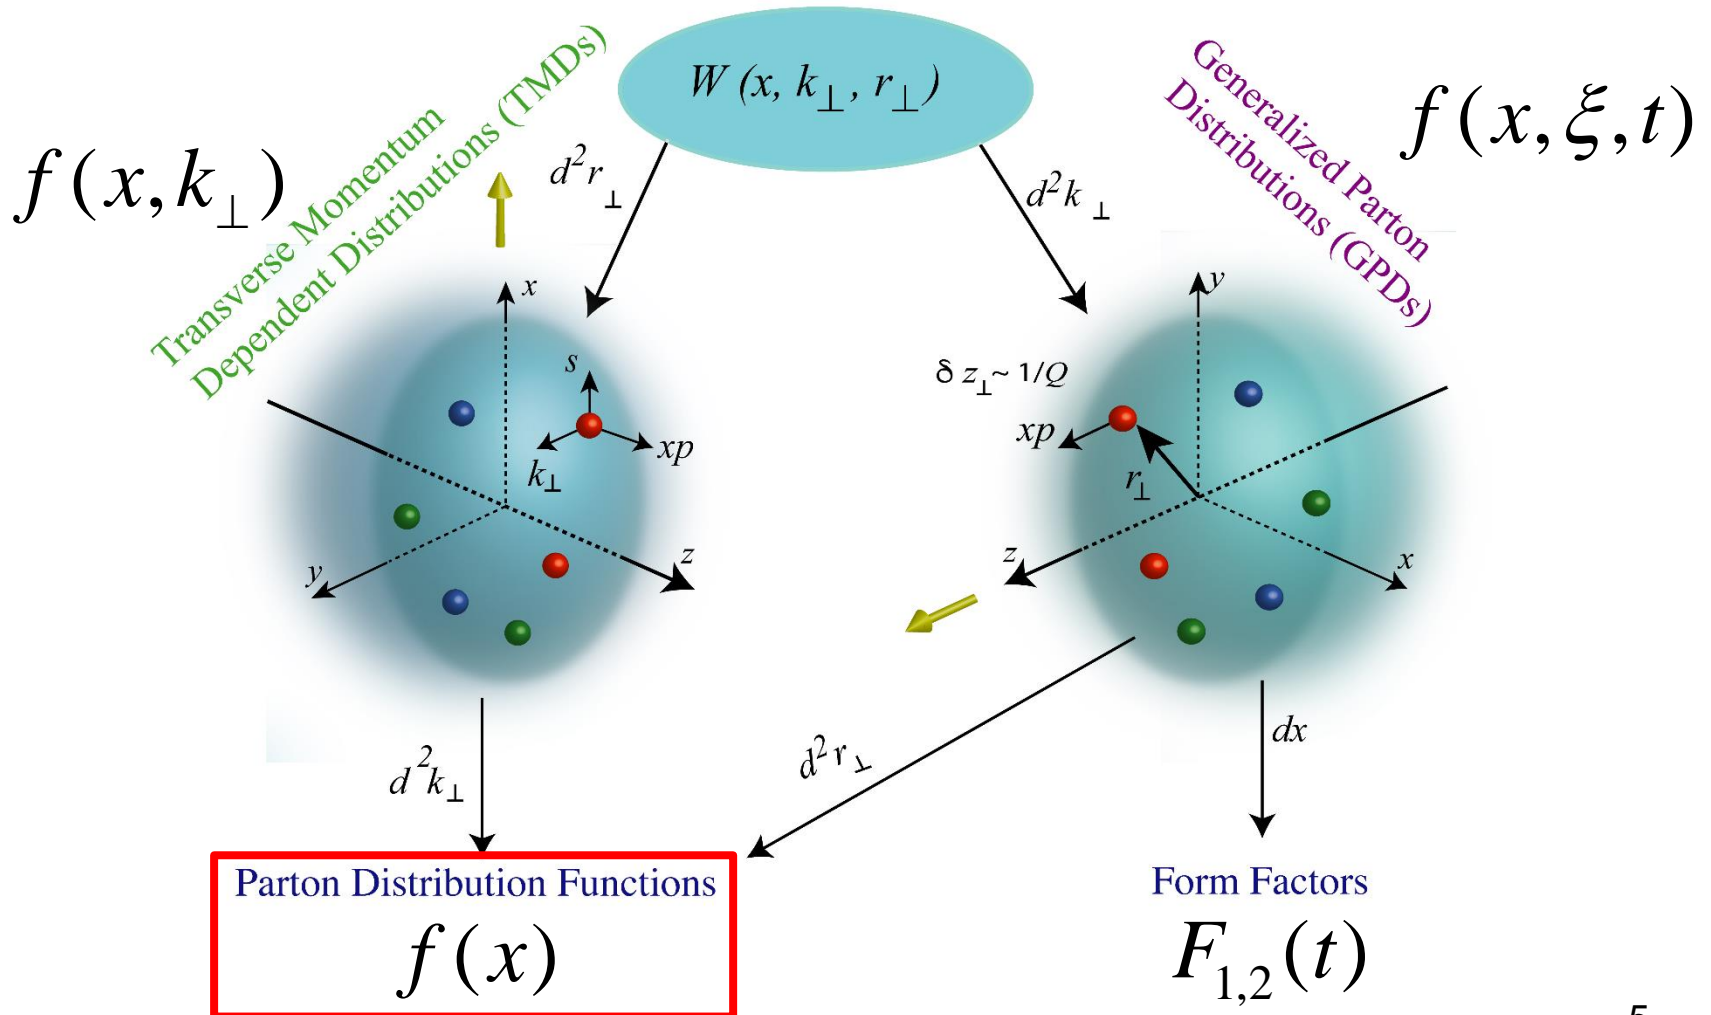 W (x, k⊥, r⊥)
f(x, k⊥)
Transverse Momentum
Dependent Distributions (TMDs)
d²r⊥
d²k⊥
Generalized Parton
Distributions (GPDs)
f(x, ξ, t)
x
s
xp
k⊥
y
z
δ z⊥ ~ 1/Q
y
xp
r⊥
z
x
d²k⊥
d²r⊥
dx
Parton Distribution Functions
f(x)
Form Factors
F₁,₂(t)
5